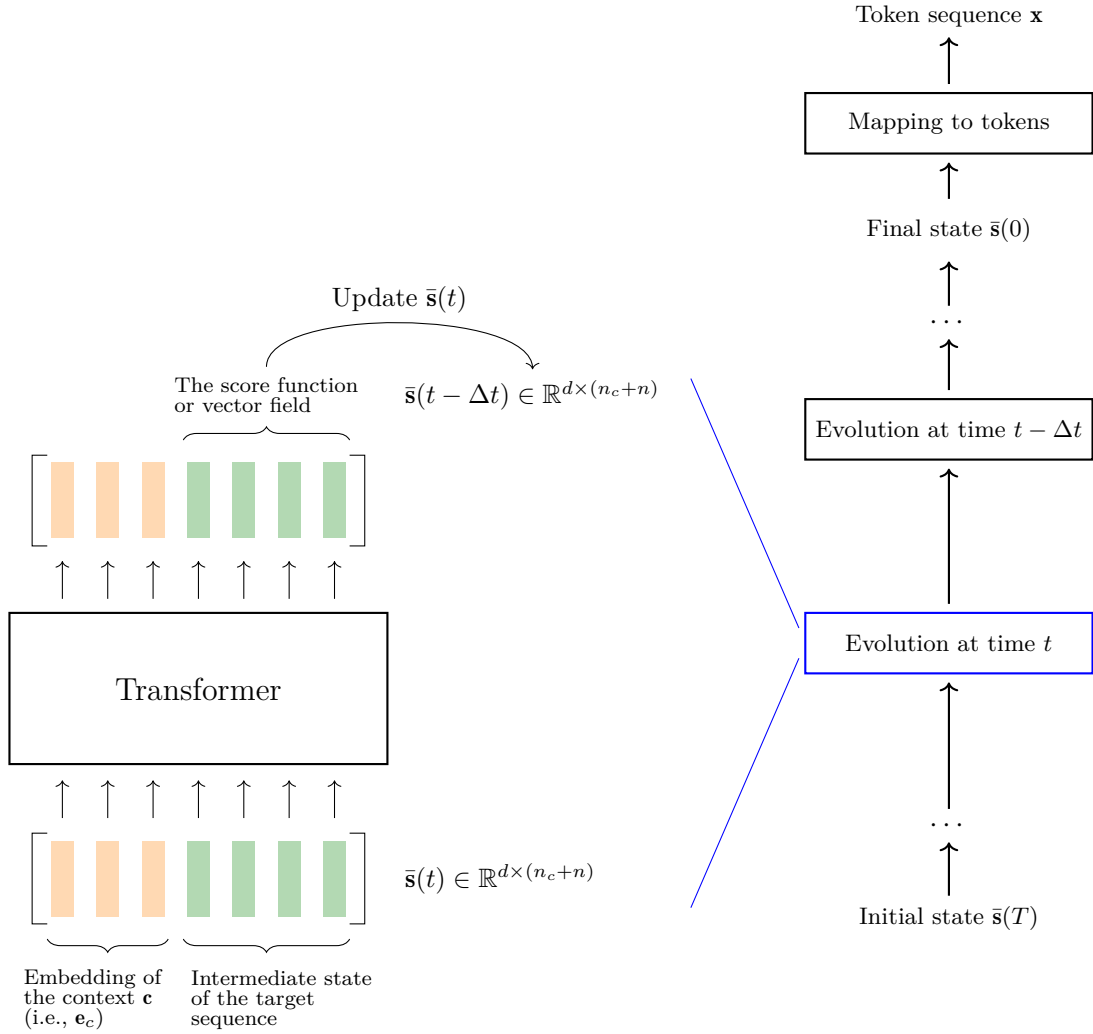 Token sequence x
Mapping to tokens
Final state s̄(0)
· · ·
Evolution at time t − Δt
Evolution at time t
· · ·
Initial state s̄(T)
Update s̄(t)
The score function
or vector field
s̄(t − Δt) ∈ ℝ^{d×(n_c+n)}
Transformer
s̄(t) ∈ ℝ^{d×(n_c+n)}
Embedding of
the context c
(i.e., e_c)
Intermediate state
of the target
sequence